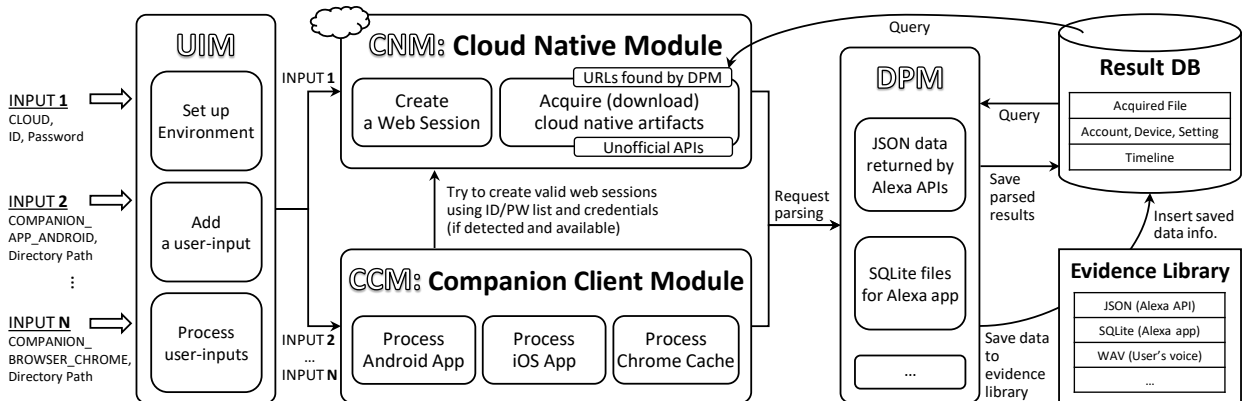 INPUT 1
CLOUD,
ID, Password
INPUT 2
COMPANION_
APP_ANDROID,
Directory Path
...
INPUT N
COMPANION_
BROWSER_CHROME,
Directory Path
UIM
Set up
Environment
Add
a user-input
Process
user-inputs
INPUT 1
INPUT 2
...
INPUT N
CNM: Cloud Native Module
Create
a Web Session
URLs found by DPM
Acquire (download)
cloud native artifacts
Unofficial APIs
Try to create valid web sessions
using ID/PW list and credentials
(if detected and available)
CCM: Companion Client Module
Process
Android App
Process
iOS App
Process
Chrome Cache
Request
parsing
DPM
JSON data
returned by
Alexa APIs
SQLite files
for Alexa app
...
Query
Query
Save
parsed
results
Save data
to
evidence
library
Result DB
Acquired File
Account, Device, Setting
Timeline
Insert saved
data info.
Evidence Library
JSON (Alexa API)
SQLite (Alexa app)
WAV (User's voice)
...